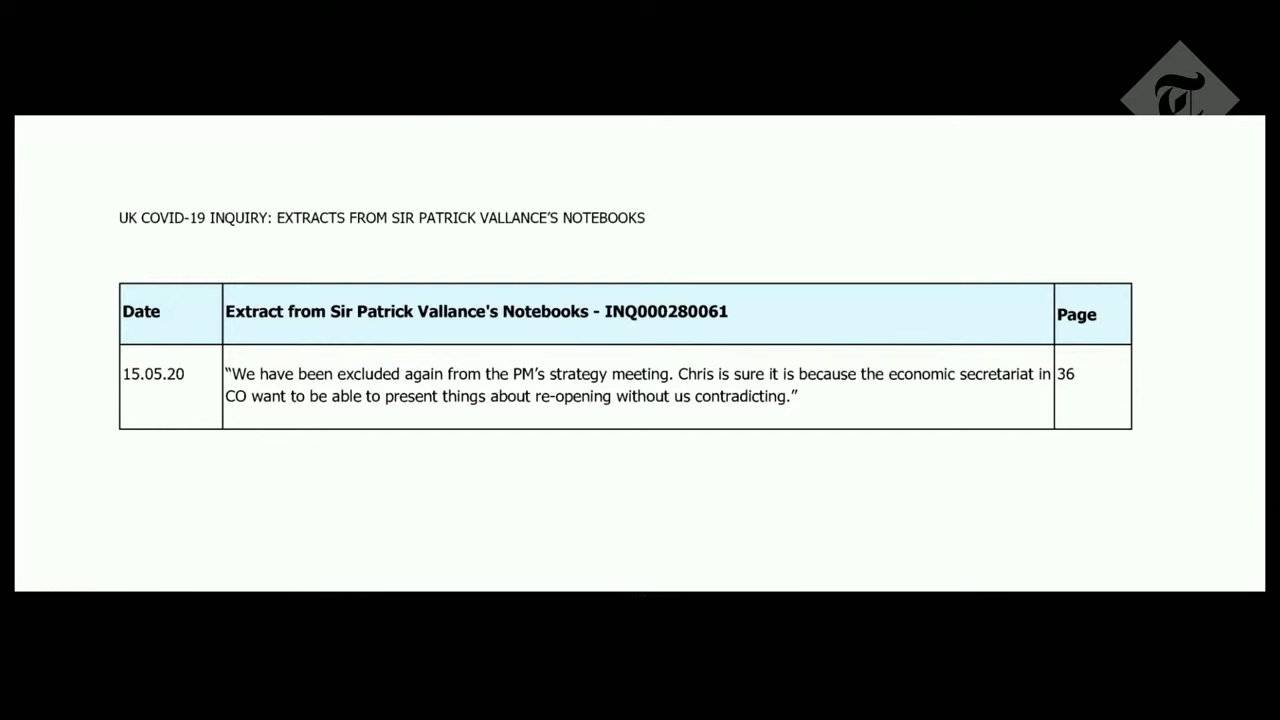 UK COVID-19 INQUIRY: EXTRACTS FROM SIR PATRICK VALLANCE’S NOTEBOOKS
Date Extract from Sir Patrick Vallance's Notebooks - INQ000280061 Page
15.05.20 “We have been excluded again from the PM’s strategy meeting. Chris is sure it is because the economic secretariat in 36
CO want to be able to present things about re-opening without us contradicting.”